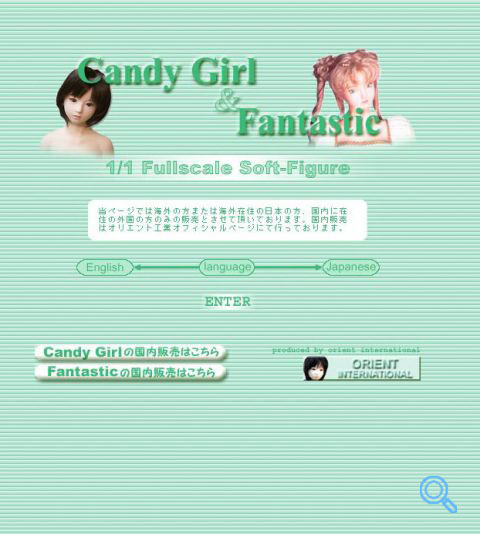 Candy Girl
&
Fantastic
1/1 Fullscale Soft-Figure
当ページでは海外の方または海外在住の日本の方、国内に在
住の外国の方のみの販売とさせて頂いております。国内販売
はオリエント工業オフィシャルページにて行っております。
English language Japanese
ENTER
Candy Girlの国内販売はこちら
Fantasticの国内販売はこちら
produced by orient international
ORIENT
INTERNATIONAL